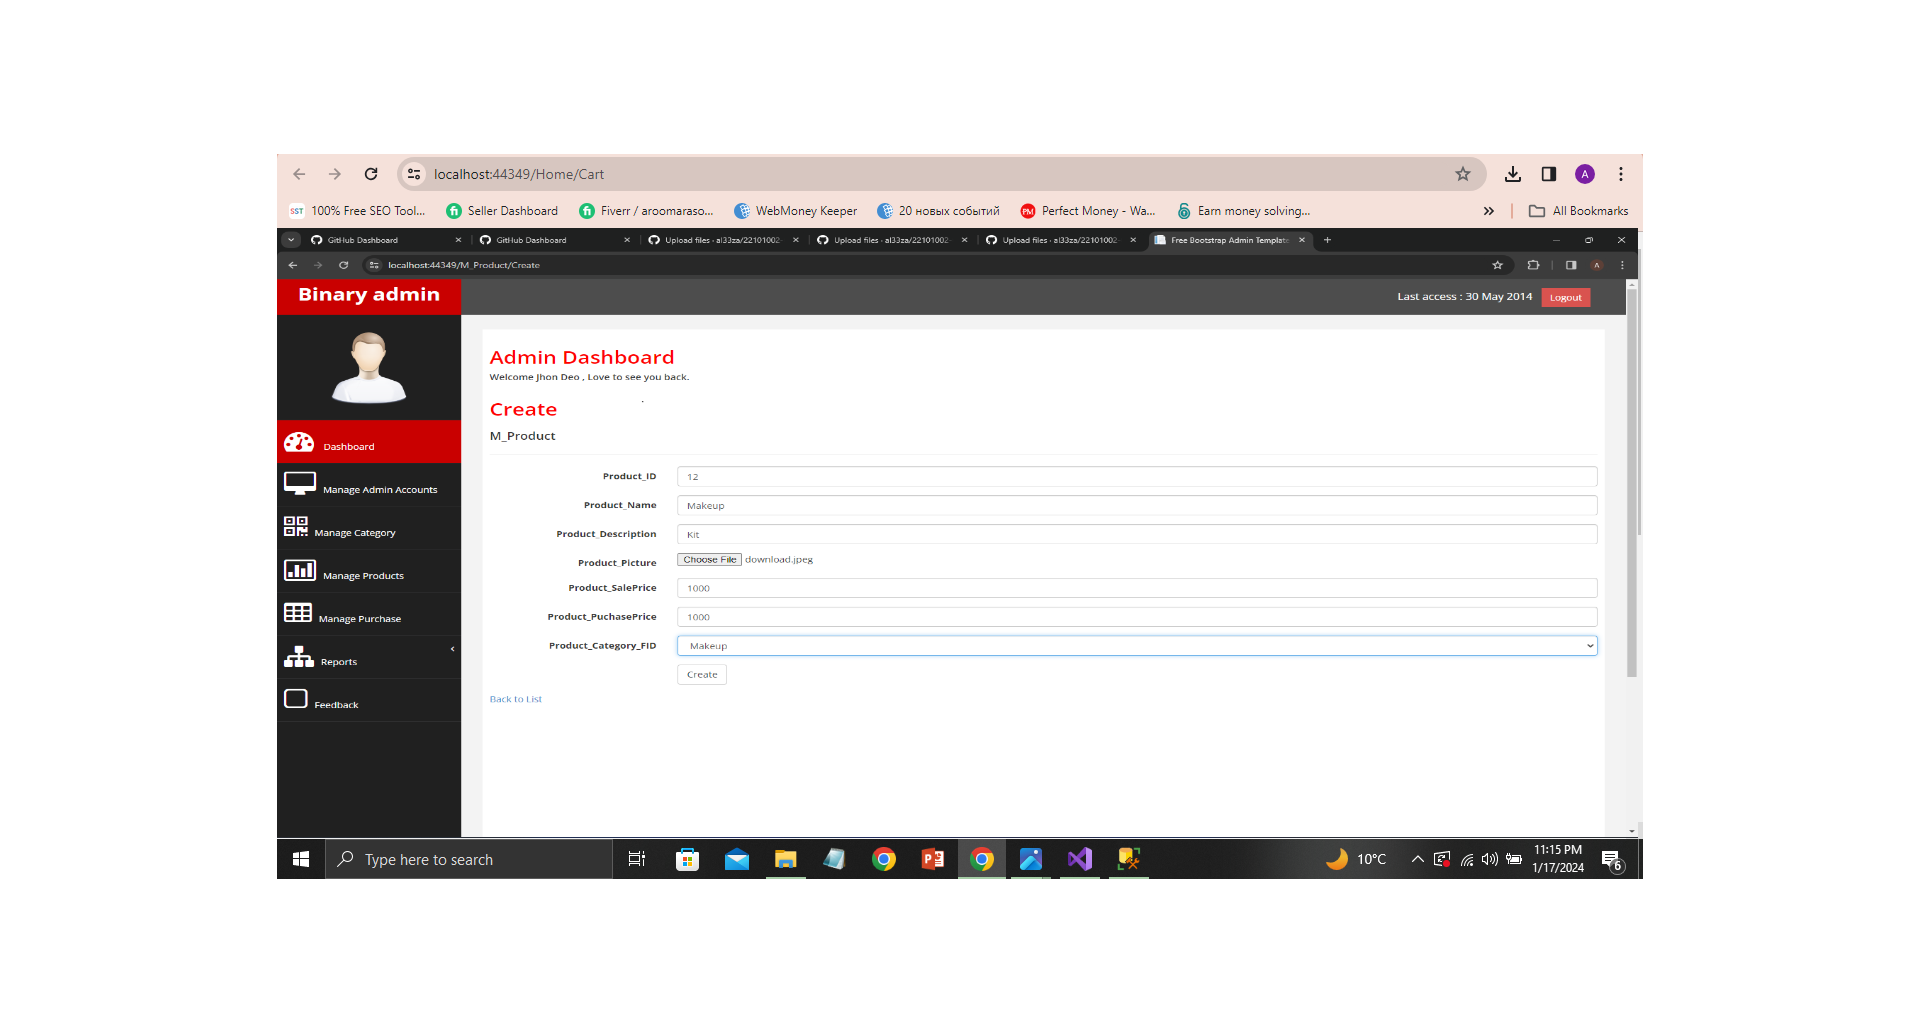 localhost:44349/Home/Cart
A
SST 100% Free SEO Tool... Seller Dashboard Fiverr / aroomaraso... WebMoney Keeper 20 новых событий PM Perfect Money - Wa... Earn money solving... » All Bookmarks
GitHub Dashboard GitHub Dashboard Upload files · al33za/22101002- Upload files · al33za/22101002- Upload files · al33za/22101002- Free Bootstrap Admin Template
localhost:44349/M_Product/Create
A
Binary admin
Last access : 30 May 2014 Logout
Admin Dashboard
Welcome Jhon Deo , Love to see you back.
Create
M_Product
Dashboard
Manage Admin Accounts
Manage Category
Manage Products
Manage Purchase
Reports
Feedback
Product_ID 12
Product_Name Makeup
Product_Description Kit
Product_Picture Choose File download.jpeg
Product_SalePrice 1000
Product_PuchasePrice 1000
Product_Category_FID Makeup
Create
Back to List
Type here to search
10°C
11:15 PM
1/17/2024
6